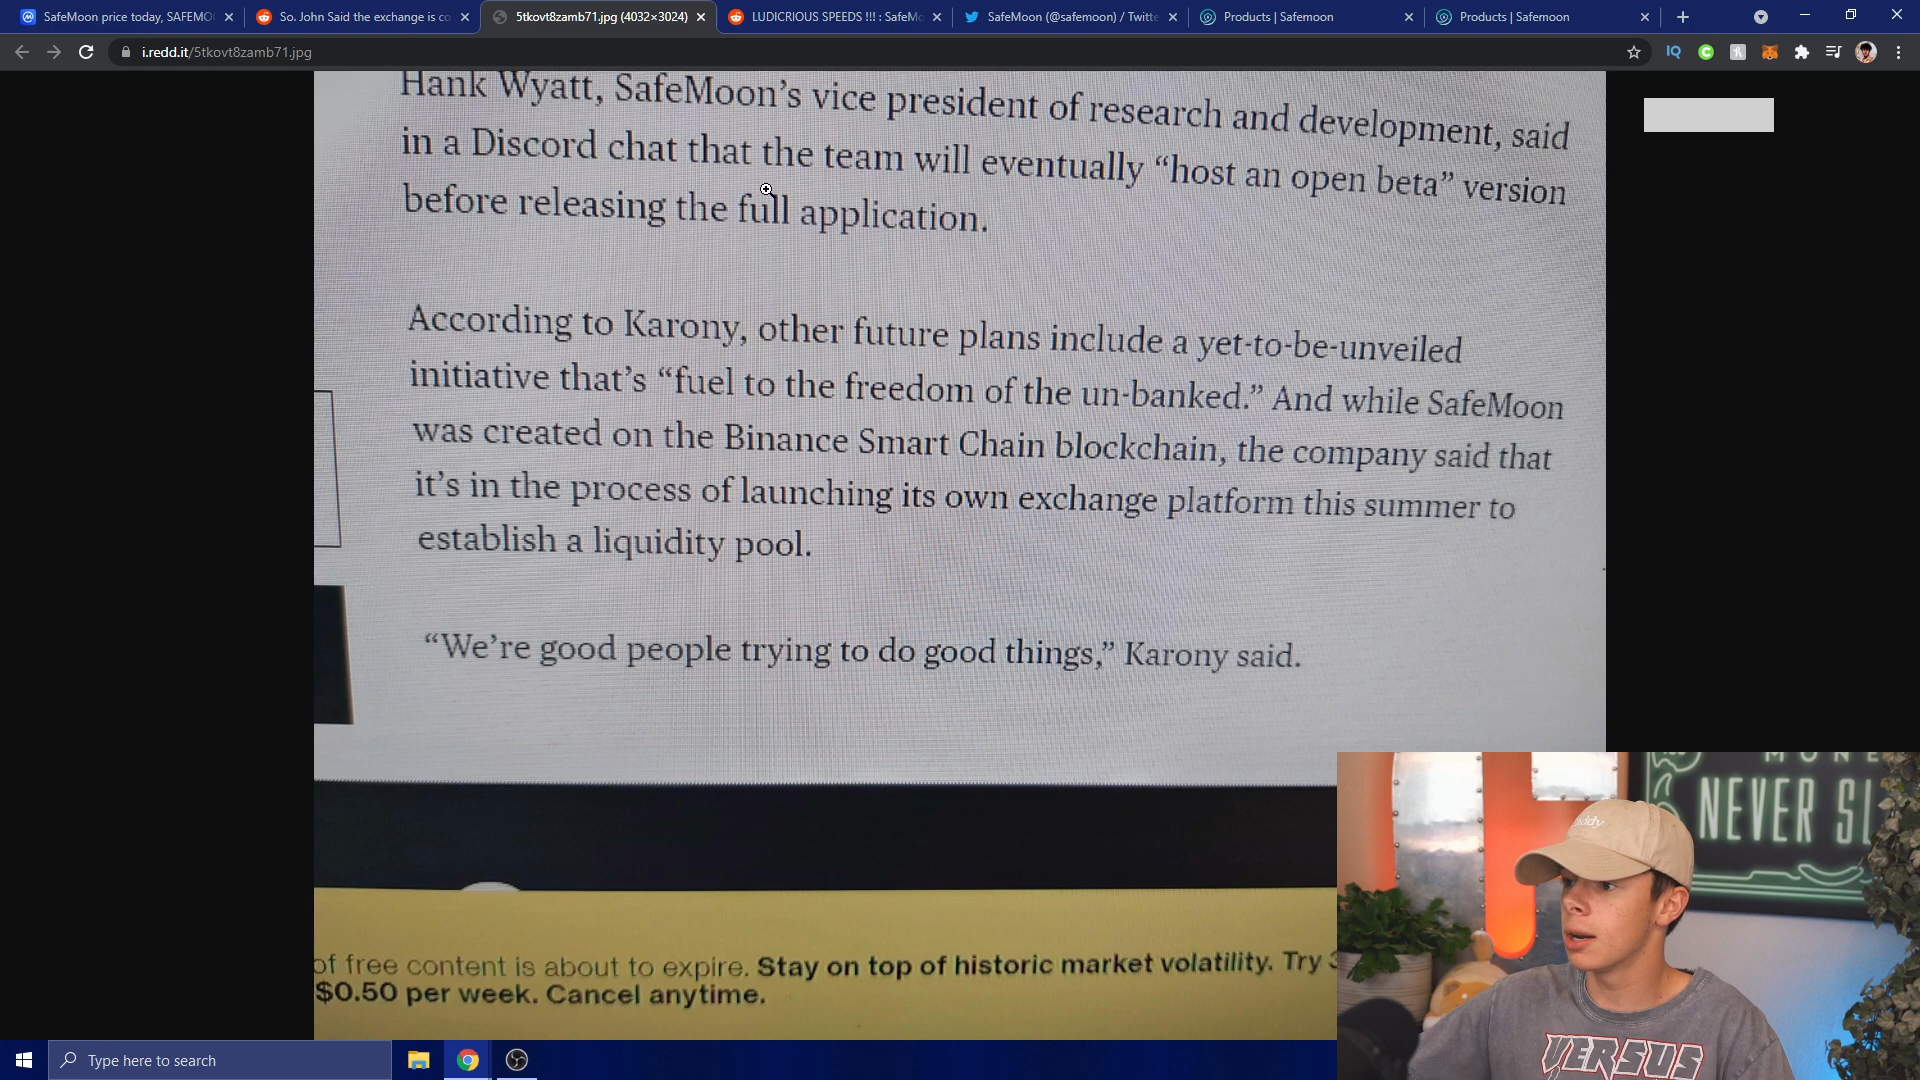 SafeMoon price today, SAFEMO
So. John Said the exchange is co
5tkovt8zamb71.jpg (4032×3024)
LUDICRIOUS SPEEDS !!! : SafeMo
SafeMoon (@safemoon) / Twitte
Products | Safemoon
Products | Safemoon
i.redd.it/5tkovt8zamb71.jpg
IQ
Hank Wyatt, SafeMoon's vice president of research and development, said
in a Discord chat that the team will eventually “host an open beta” version
before releasing the full application.
According to Karony, other future plans include a yet-to-be-unveiled
initiative that's “fuel to the freedom of the un-banked.” And while SafeMoon
was created on the Binance Smart Chain blockchain, the company said that
it's in the process of launching its own exchange platform this summer to
establish a liquidity pool.
“We're good people trying to do good things,” Karony said.
NEVER SL
of free content is about to expire. Stay on top of historic market volatility. Try
$0.50 per week. Cancel anytime.
VERSUS
Type here to search